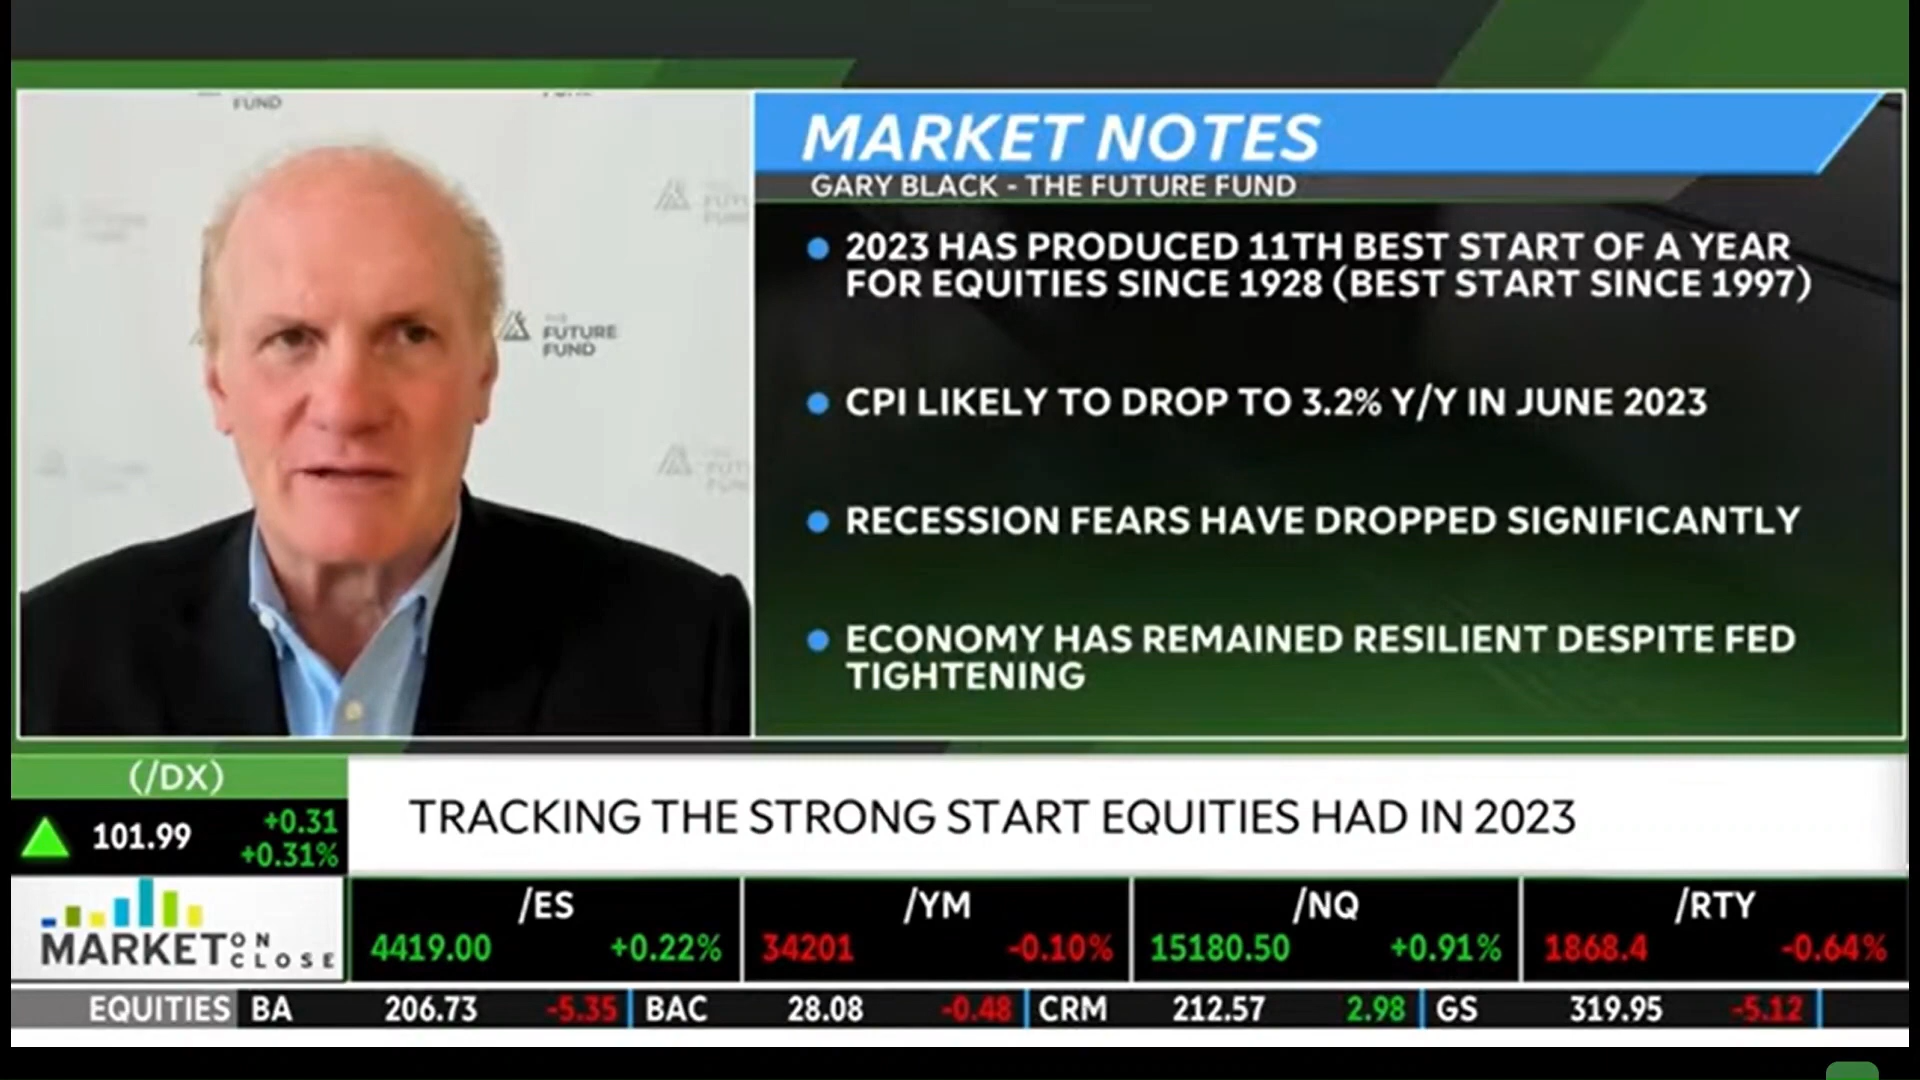 FUND
MARKET NOTES
GARY BLACK - THE FUTURE FUND
2023 HAS PRODUCED 11TH BEST START OF A YEAR
FOR EQUITIES SINCE 1928 (BEST START SINCE 1997)
THE
FUTURE
FUND
CPI LIKELY TO DROP TO 3.2% Y/Y IN JUNE 2023
RECESSION FEARS HAVE DROPPED SIGNIFICANTLY
ECONOMY HAS REMAINED RESILIENT DESPITE FED
TIGHTENING
(/DX)
101.99 +0.31
+0.31%
TRACKING THE STRONG START EQUITIES HAD IN 2023
MARKET ON CLOSE
/ES /YM /NQ /RTY
4419.00 +0.22% 34201 -0.10% 15180.50 +0.91% 1868.4 -0.64%
EQUITIES BA 206.73 -5.35 BAC 28.08 -0.48 CRM 212.57 2.98 GS 319.95 -5.12